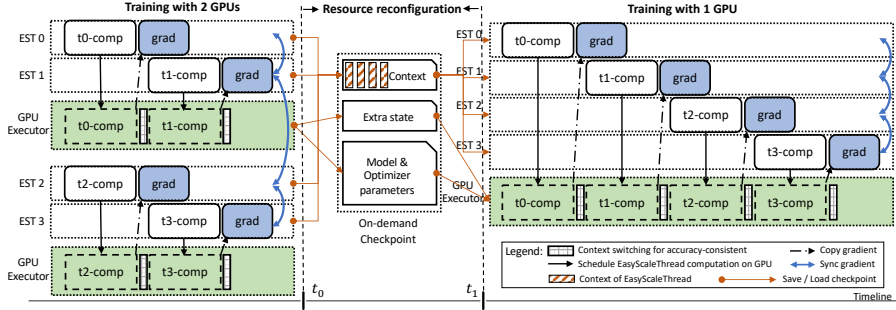 Training with 2 GPUs
Resource reconfiguration
Training with 1 GPU
EST 0
t0-comp
grad
EST 1
t1-comp
grad
GPU
Executor
t0-comp
t1-comp
EST 2
t2-comp
grad
EST 3
t3-comp
grad
GPU
Executor
t2-comp
t3-comp
Context
Extra state
Model &
Optimizer
parameters
On-demand
Checkpoint
EST 0
t0-comp
grad
EST 1
t1-comp
grad
EST 2
t2-comp
grad
EST 3
t3-comp
grad
GPU
Executor
t0-comp
t1-comp
t2-comp
t3-comp
Legend:
Context switching for accuracy-consistent
Copy gradient
Schedule EasyScaleThread computation on GPU
Sync gradient
Context of EasyScaleThread
Save / Load checkpoint
t0
t1
Timeline